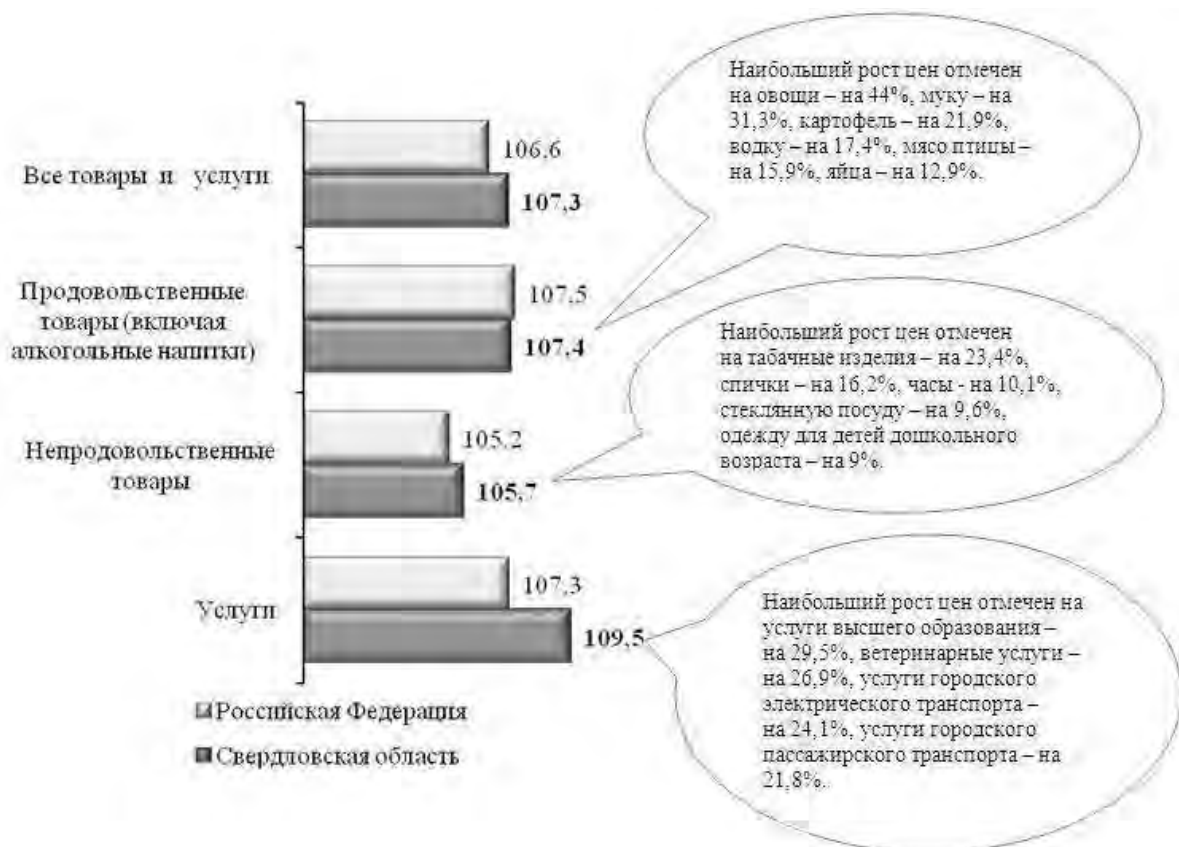 Все товары и услуги
106,6
107,3
Продовольственные
товары (включая
алкогольные напитки)
107,5
107,4
Непродовольственные
товары
105,2
105,7
Услуги
107,3
109,5
Российская Федерация
Свердловская область
Наибольший рост цен отмечен
на овощи – на 44%, муку – на
31,3%, картофель – на 21,9%,
водку – на 17,4%, мясо птицы –
на 15,9%, яйца – на 12,9%.
Наибольший рост цен отмечен
на табачные изделия – на 23,4%,
спички – на 16,2%, часы - на 10,1%,
стеклянную посуду – на 9,6%,
одежду для детей дошкольного
возраста – на 9%.
Наибольший рост цен отмечен на
услуги высшего образования –
на 29,5%, ветеринарные услуги –
на 26,9%, услуги городского
электрического транспорта –
на 24,1%, услуги городского
пассажирского транспорта – на
21,8%.